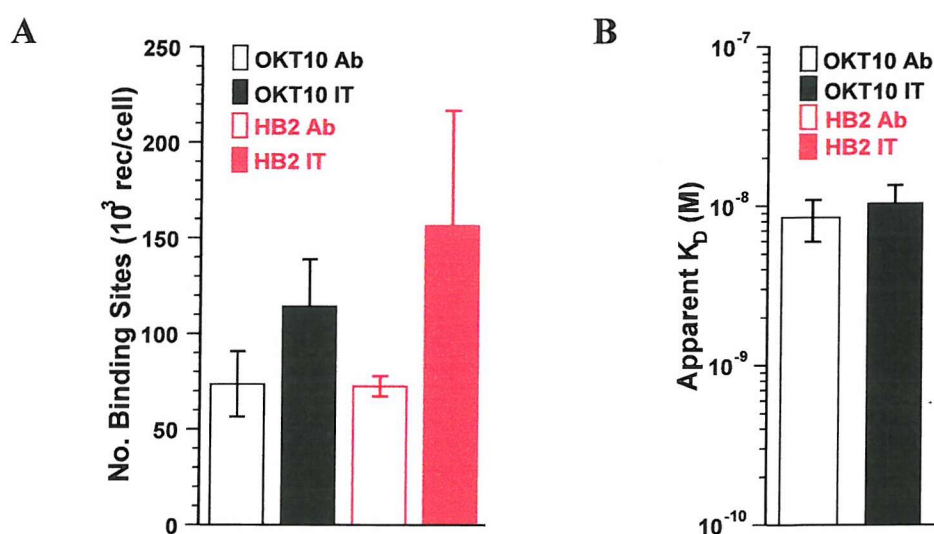 A
No. Binding Sites (10³ rec/cell)
250
200
150
100
50
0
OKT10 Ab
OKT10 IT
HB2 Ab
HB2 IT
B
Apparent K_D (M)
10⁻⁷
10⁻⁸
10⁻⁹
10⁻¹⁰
OKT10 Ab
OKT10 IT
HB2 Ab
HB2 IT